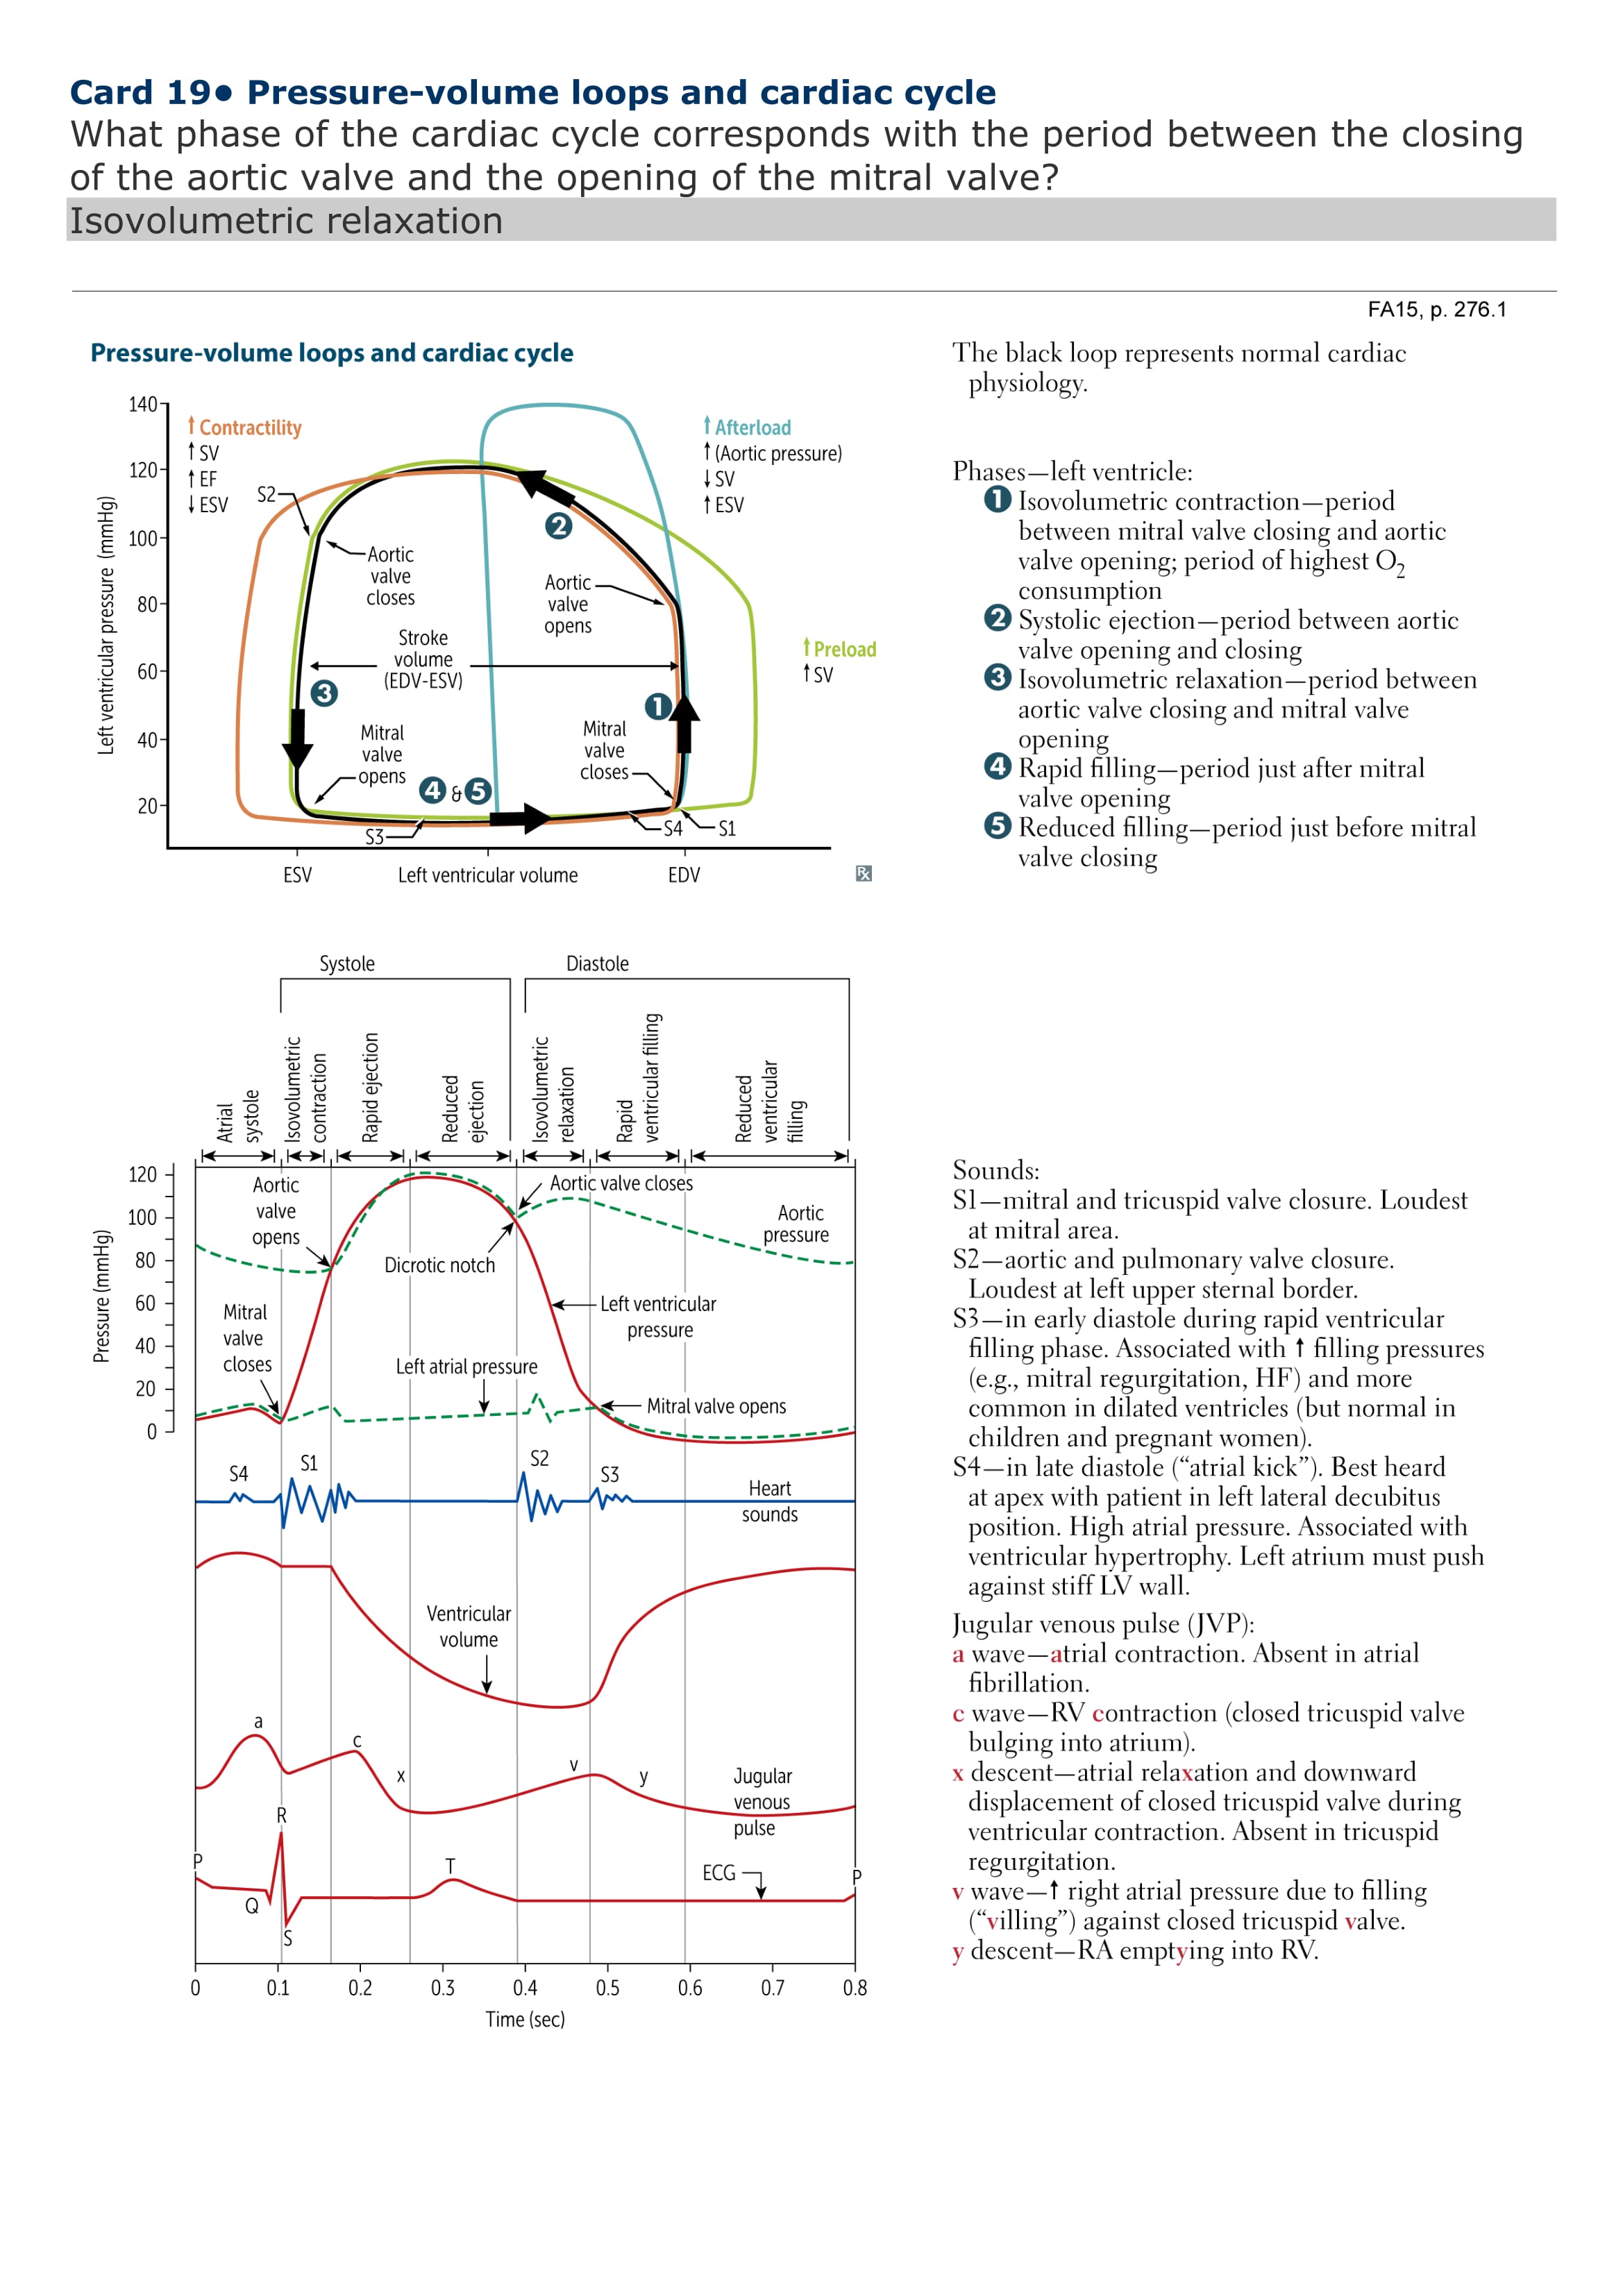 Card 19● Pressure-volume loops and cardiac cycle
What phase of the cardiac cycle corresponds with the period between the closing
of the aortic valve and the opening of the mitral valve?
Isovolumetric relaxation
FA15, p. 276.1
Pressure-volume loops and cardiac cycle
140
120
100
80
60
40
20
Left ventricular pressure (mmHg)
↑ Contractility
↑ SV
↑ EF
↓ ESV
S2
↑ Afterload
↑ (Aortic pressure)
↓ SV
↑ ESV
2
Aortic
valve
closes
Aortic
valve
opens
Stroke
volume
(EDV-ESV)
↑ Preload
↑ SV
3
1
Mitral
valve
opens
Mitral
valve
closes
4 & 5
S3
S4
S1
ESV
Left ventricular volume
EDV
Rx
The black loop represents normal cardiac
physiology.
Phases—left ventricle:
1 Isovolumetric contraction—period
between mitral valve closing and aortic
valve opening; period of highest O2
consumption
2 Systolic ejection—period between aortic
valve opening and closing
3 Isovolumetric relaxation—period between
aortic valve closing and mitral valve
opening
4 Rapid filling—period just after mitral
valve opening
5 Reduced filling—period just before mitral
valve closing
Systole
Diastole
Atrial
systole
Isovolumetric
contraction
Rapid ejection
Reduced
ejection
Isovolumetric
relaxation
Rapid
ventricular filling
Reduced
ventricular
filling
120
100
80
60
40
20
0
Pressure (mmHg)
Aortic
valve
opens
Aortic valve closes
Aortic
pressure
Dicrotic notch
Mitral
valve
closes
Left ventricular
pressure
Left atrial pressure
Mitral valve opens
S4
S1
S2
S3
Heart
sounds
Ventricular
volume
a
c
x
v
y
Jugular
venous
pulse
P
Q
R
S
T
ECG
P
0
0.1
0.2
0.3
0.4
0.5
0.6
0.7
0.8
Time (sec)
Sounds:
S1—mitral and tricuspid valve closure. Loudest
at mitral area.
S2—aortic and pulmonary valve closure.
Loudest at left upper sternal border.
S3—in early diastole during rapid ventricular
filling phase. Associated with ↑ filling pressures
(e.g., mitral regurgitation, HF) and more
common in dilated ventricles (but normal in
children and pregnant women).
S4—in late diastole (“atrial kick”). Best heard
at apex with patient in left lateral decubitus
position. High atrial pressure. Associated with
ventricular hypertrophy. Left atrium must push
against stiff LV wall.
Jugular venous pulse (JVP):
a wave—atrial contraction. Absent in atrial
fibrillation.
c wave—RV contraction (closed tricuspid valve
bulging into atrium).
x descent—atrial relaxation and downward
displacement of closed tricuspid valve during
ventricular contraction. Absent in tricuspid
regurgitation.
v wave—↑ right atrial pressure due to filling
(“villing”) against closed tricuspid valve.
y descent—RA emptying into RV.